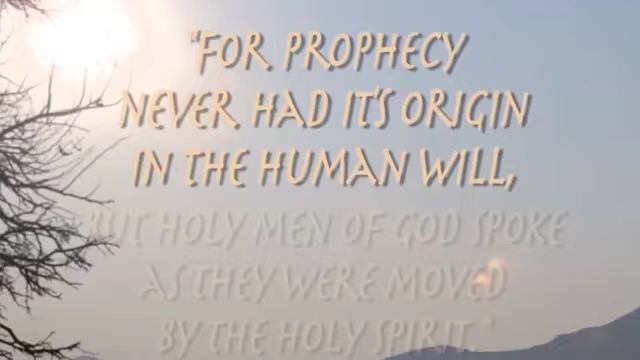 "FOR PROPHECY
NEVER HAD IT'S ORIGIN
IN THE HUMAN WILL,
BUT HOLY MEN OF GOD SPOKE
AS THEY WERE MOVED
BY THE HOLY SPIRIT."